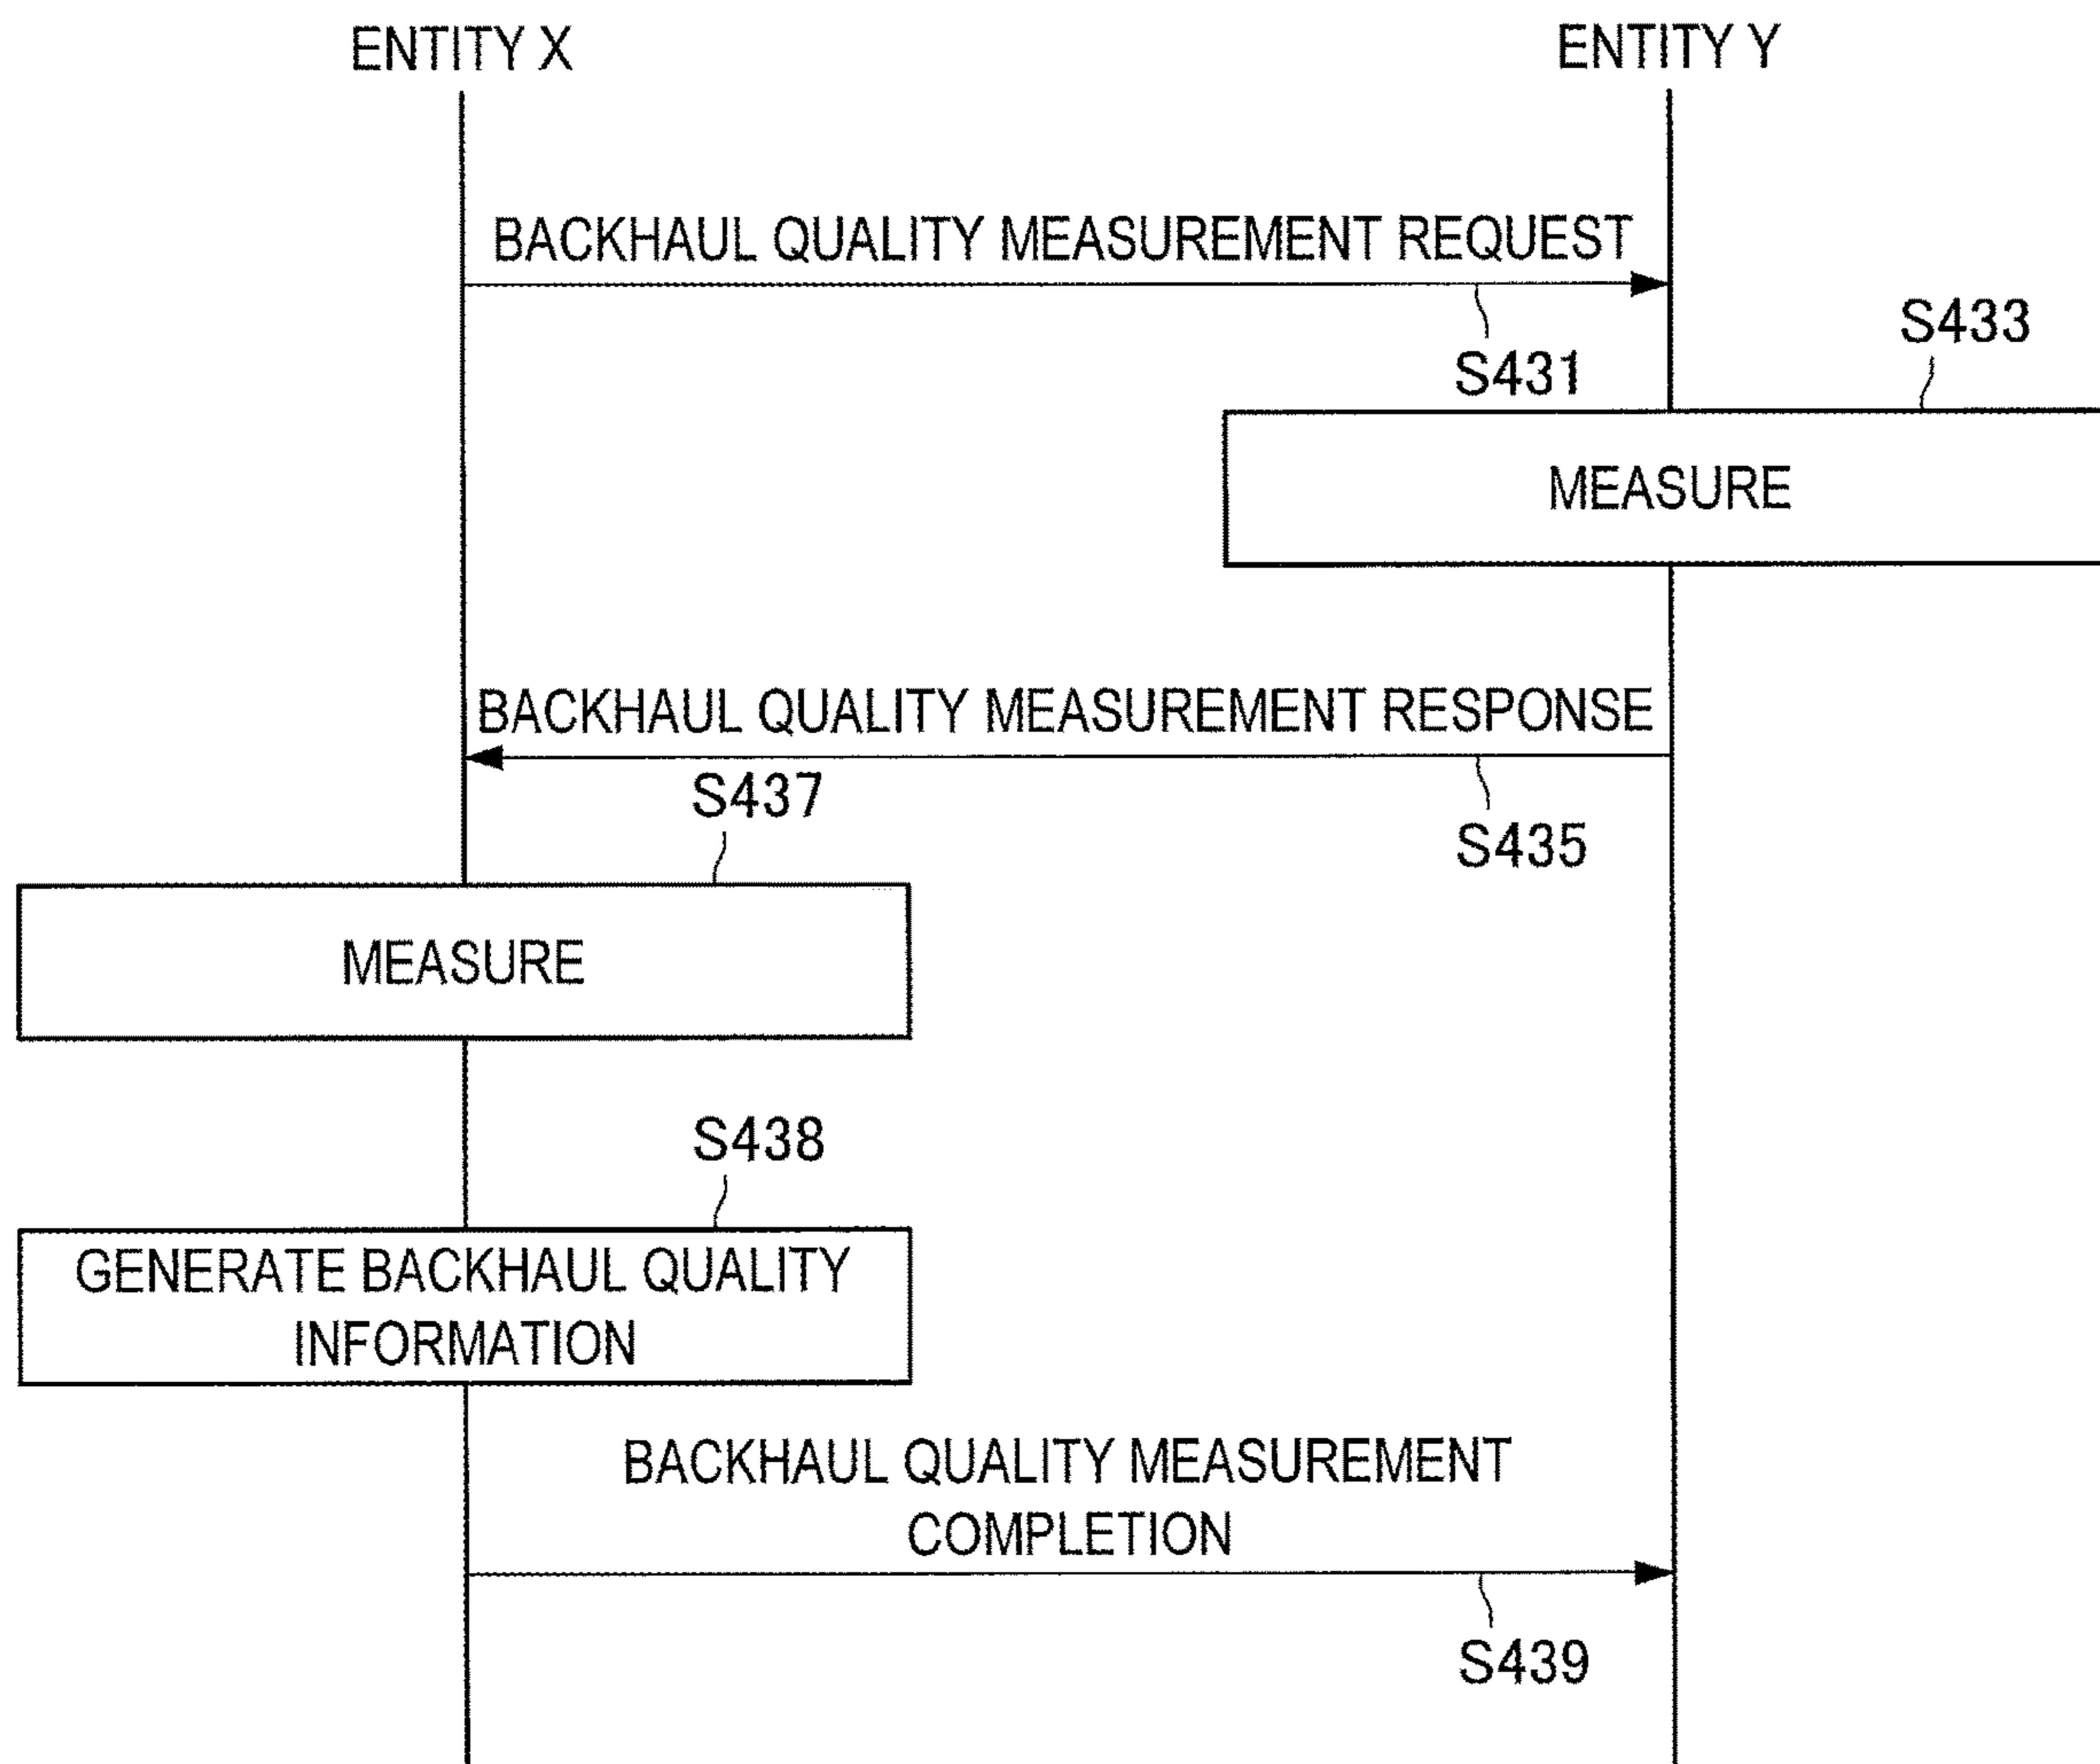 ENTITY X
ENTITY Y
BACKHAUL QUALITY MEASUREMENT REQUEST
S431
S433
MEASURE
BACKHAUL QUALITY MEASUREMENT RESPONSE
S435
S437
MEASURE
S438
GENERATE BACKHAUL QUALITY
INFORMATION
BACKHAUL QUALITY MEASUREMENT
COMPLETION
S439